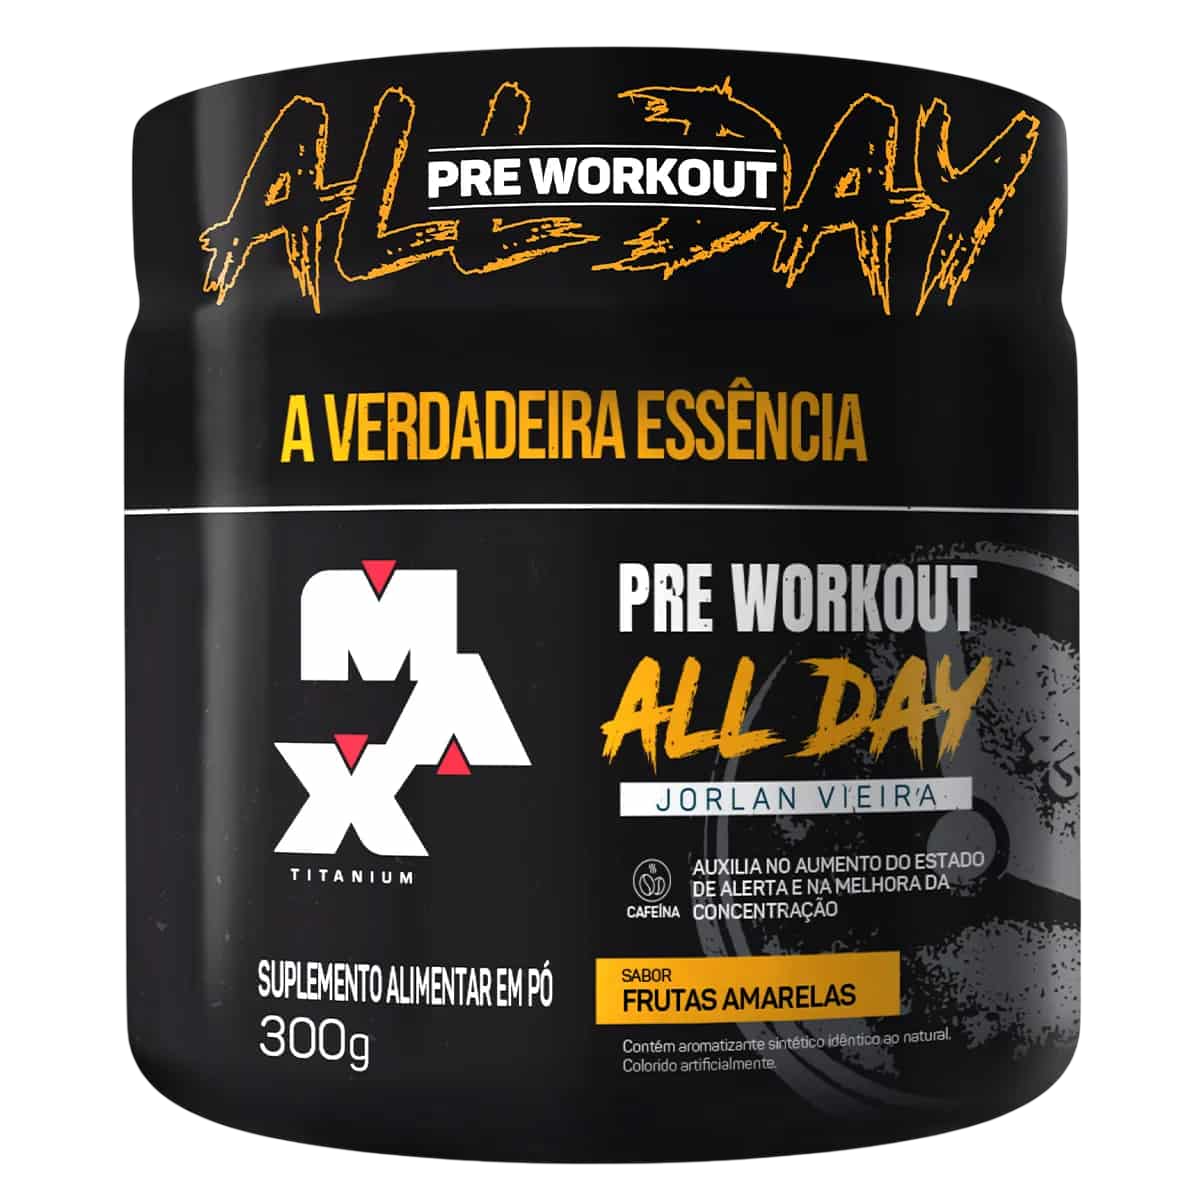 ALL DAY
PRE WORKOUT
A VERDADEIRA ESSÊNCIA
MAX
TITANIUM
PRE WORKOUT
ALL DAY
JORLAN VIEIRA
CAFEÍNA
AUXILIA NO AUMENTO DO ESTADO
DE ALERTA E NA MELHORA DA
CONCENTRAÇÃO
SUPLEMENTO ALIMENTAR EM PÓ
300g
SABOR
FRUTAS AMARELAS
Contém aromatizante sintético idêntico ao natural.
Colorido artificialmente.